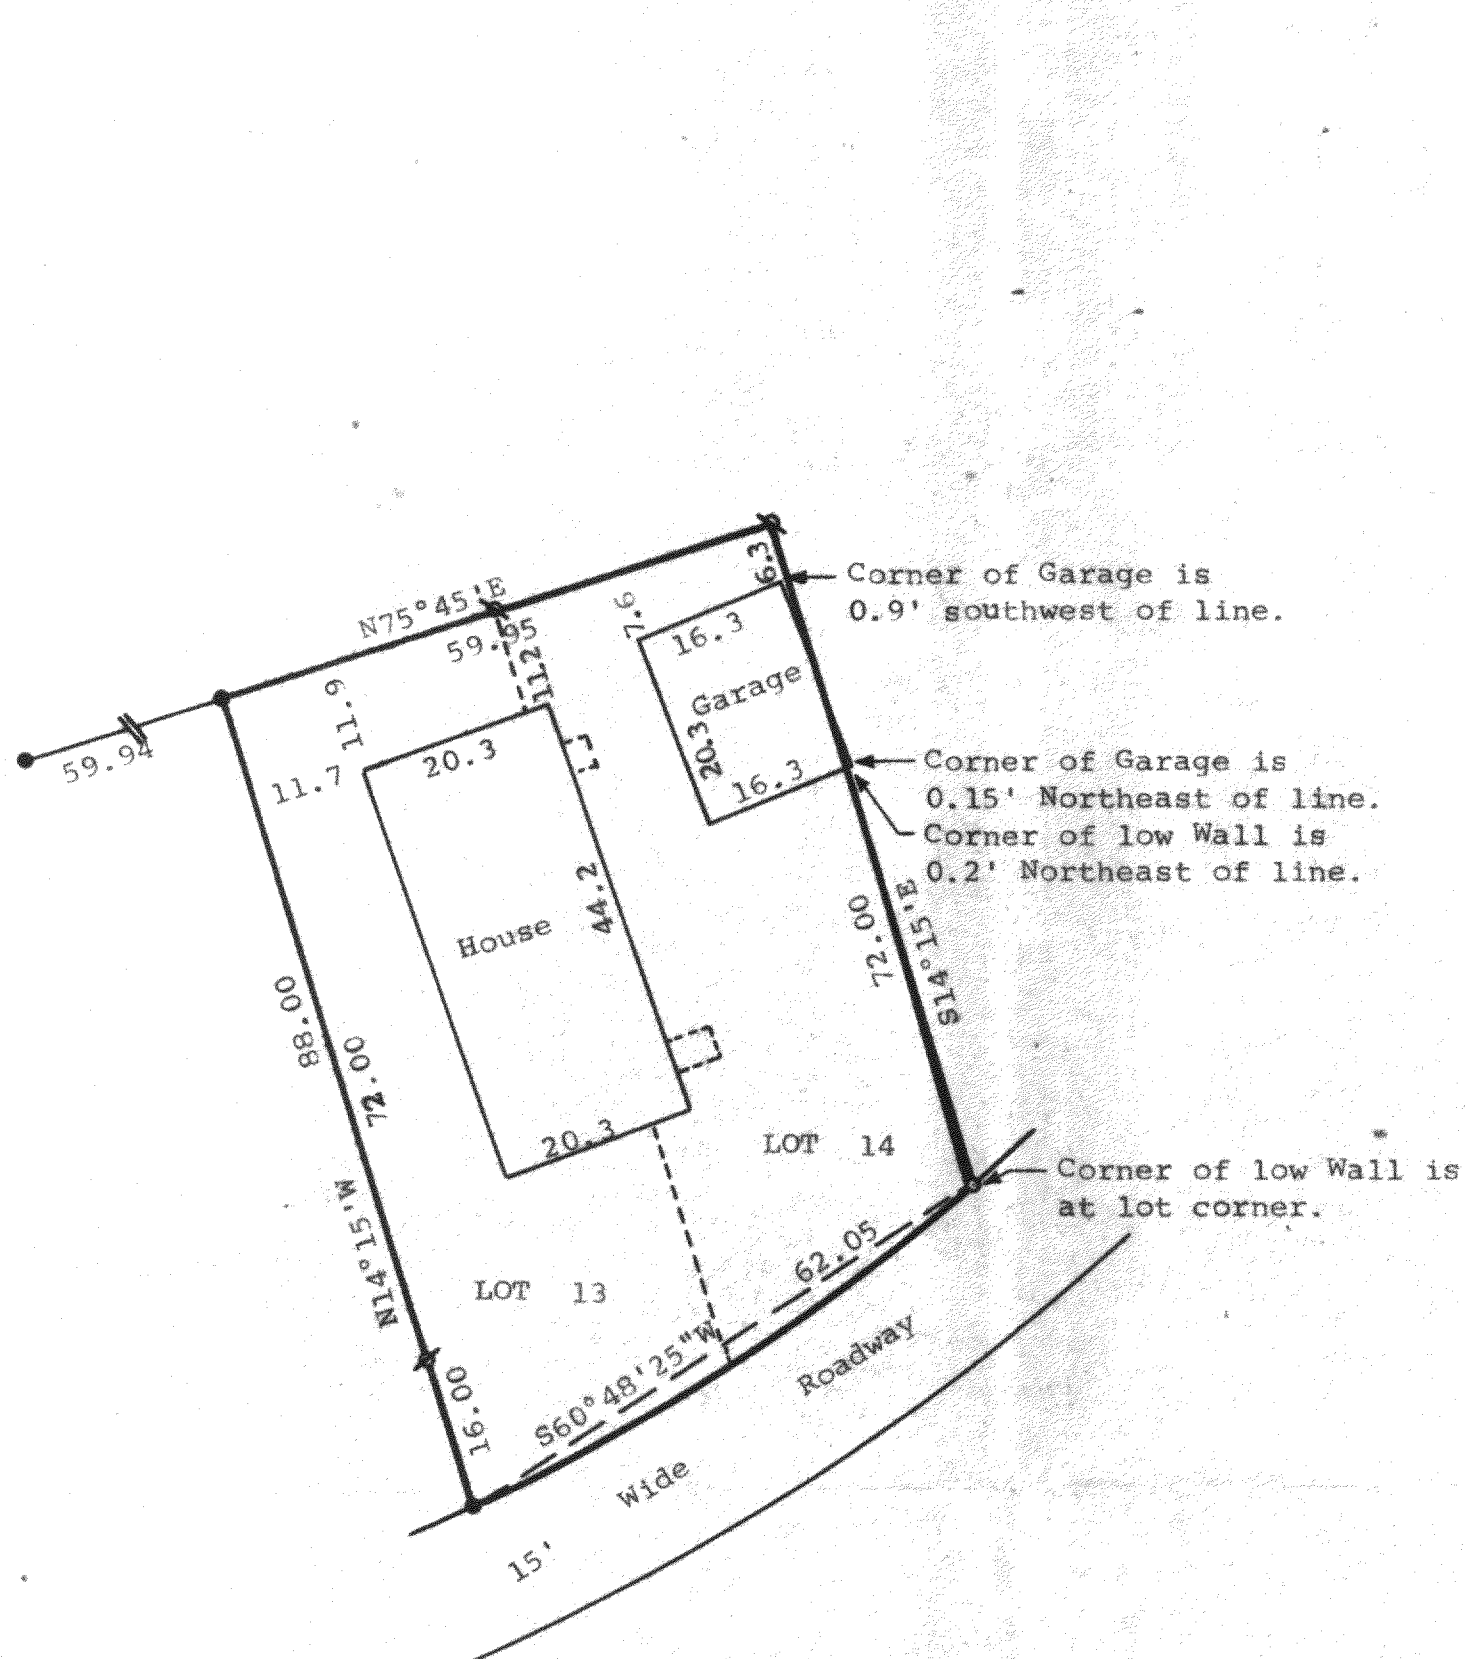 N75°45'E
59.95
59.94
6.3
Corner of Garage is
0.9' southwest of line.
7.6
16.3
Garage
20.3
16.3
11.2
11.9
11.7
20.3
Corner of Garage is
0.15' Northeast of line.
Corner of low Wall is
0.2' Northeast of line.
44.2
House
72.00
S14°15'E
88.00
72.00
20.3
LOT 14
Corner of low Wall is
at lot corner.
N14°15'W
62.05
LOT 13
S60°48'25"W
16.00
15' Wide Roadway